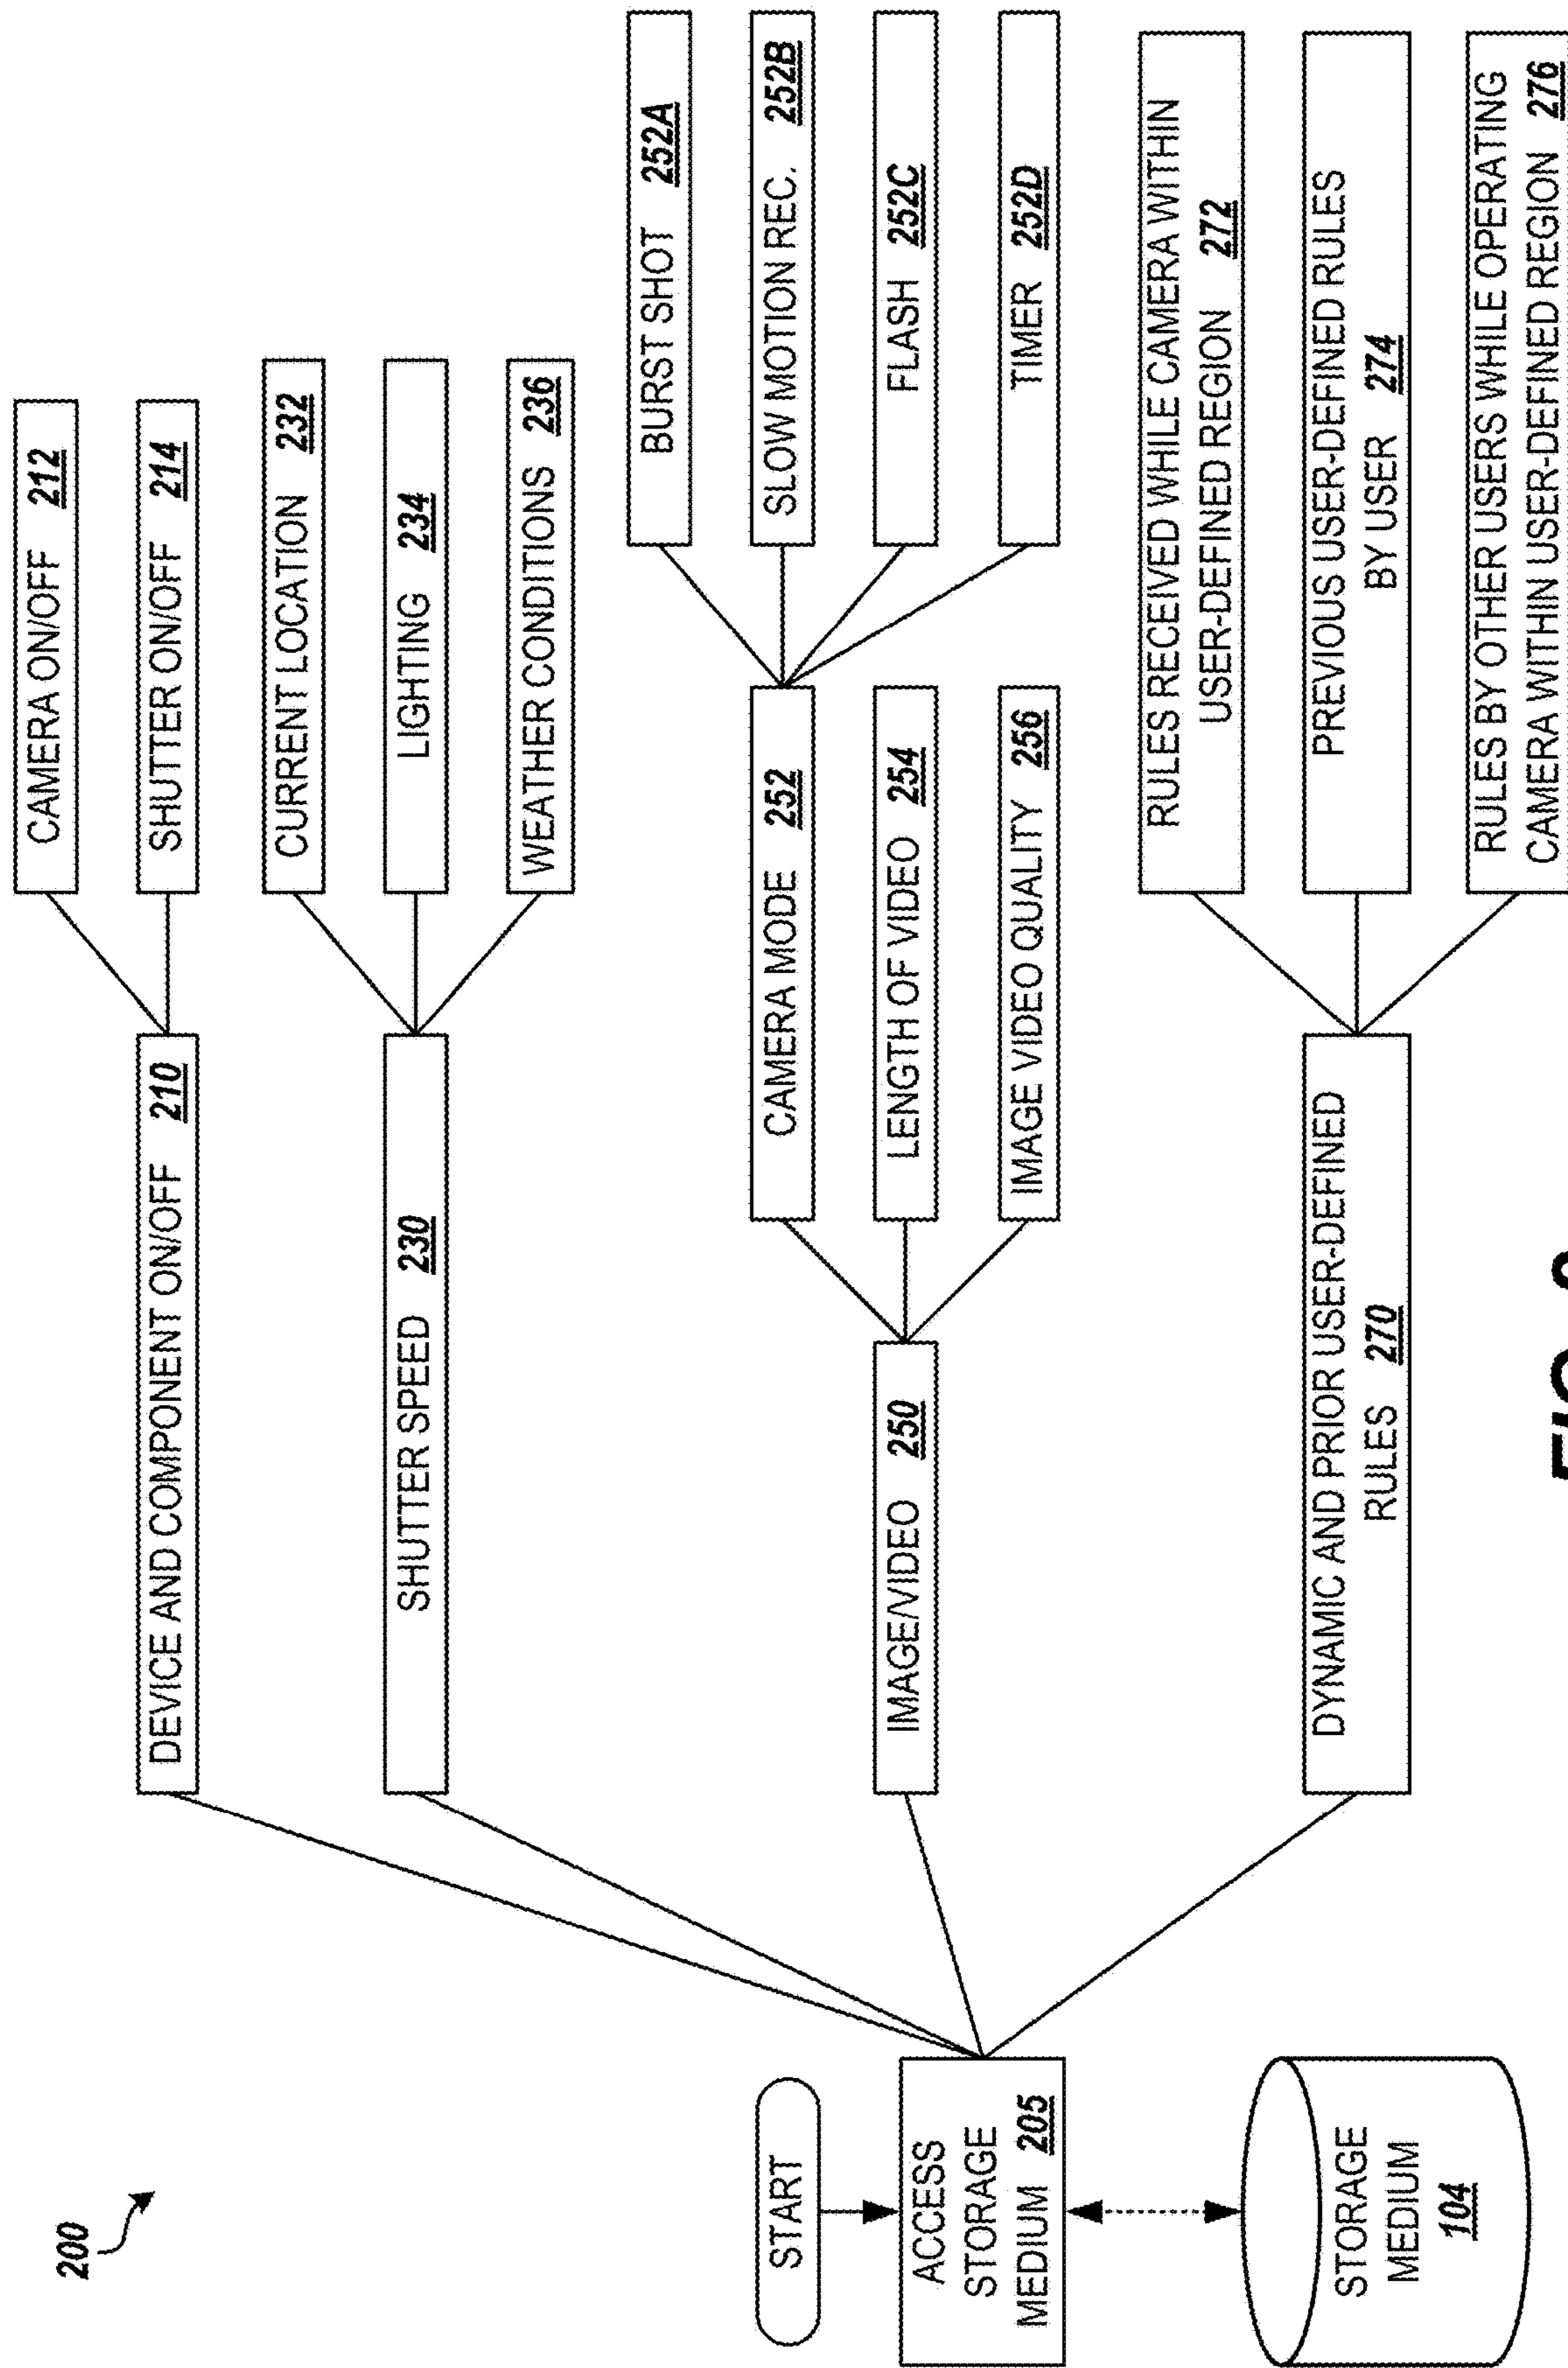 200
START
ACCESS
STORAGE
MEDIUM 205
STORAGE
MEDIUM
104
DEVICE AND COMPONENT ON/OFF 210
CAMERA ON/OFF 212
SHUTTER ON/OFF 214
SHUTTER SPEED 230
CURRENT LOCATION 232
LIGHTING 234
WEATHER CONDITIONS 236
IMAGE/VIDEO 250
CAMERA MODE 252
LENGTH OF VIDEO 254
IMAGE VIDEO QUALITY 256
BURST SHOT 252A
SLOW MOTION REC. 252B
FLASH 252C
TIMER 252D
DYNAMIC AND PRIOR USER-DEFINED
RULES 270
RULES RECEIVED WHILE CAMERA WITHIN
USER-DEFINED REGION 272
PREVIOUS USER-DEFINED RULES
BY USER 274
RULES BY OTHER USERS WHILE OPERATING
CAMERA WITHIN USER-DEFINED REGION 276
FIG.